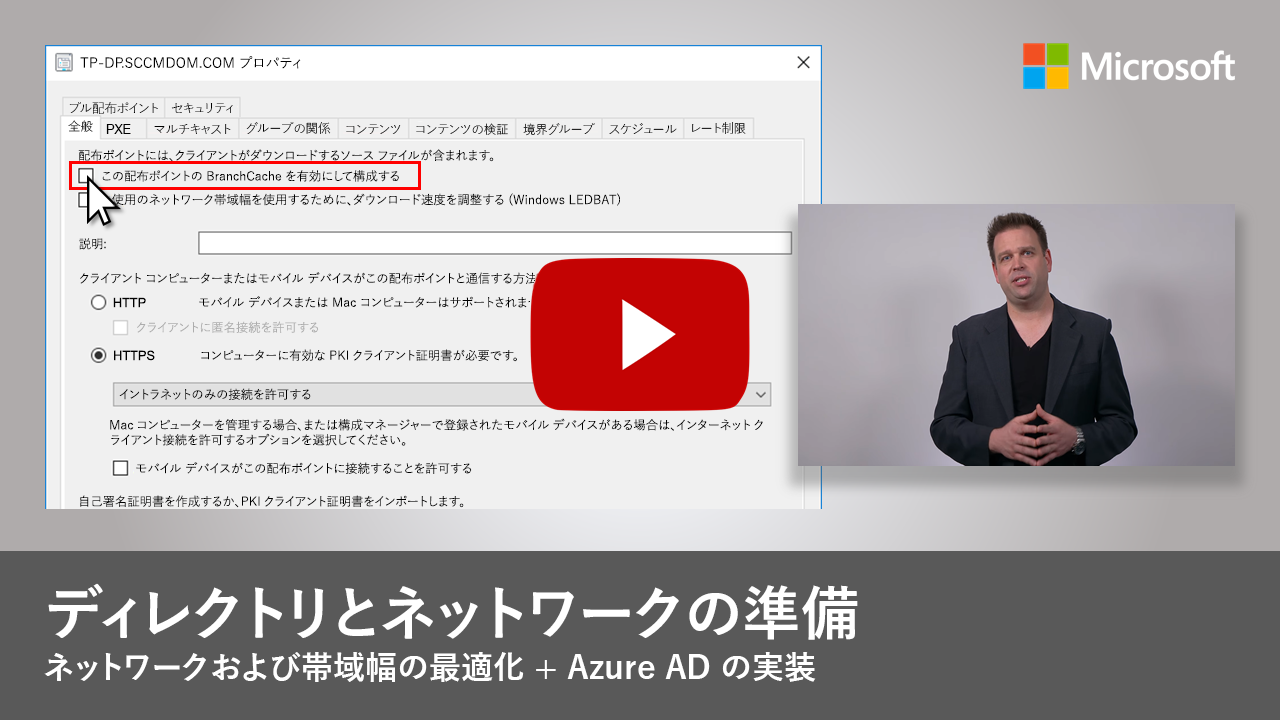 TP-DP.SCCMDOM.COM プロパティ
Microsoft
プル配布ポイント セキュリティ
全般 PXE マルチキャスト グループの関係 コンテンツ コンテンツの検証 境界グループ スケジュール レート制限
配布ポイントには、クライアントがダウンロードするソース ファイルが含まれます。
この配布ポイントの BranchCache を有効にして構成する
使用のネットワーク帯域幅を使用するために、ダウンロード速度を調整する (Windows LEDBAT)
説明:
クライアント コンピューターまたはモバイル デバイスがこの配布ポイントと通信する方法
HTTP モバイル デバイスまたは Mac コンピューターはサポートされま
クライアントに匿名接続を許可する
HTTPS コンピューターに有効な PKI クライアント証明書が必要です。
イントラネットのみの接続を許可する
Mac コンピューターを管理する場合、または構成マネージャーで登録されたモバイル デバイスがある場合は、インターネット ク
ライアント接続を許可するオプションを選択してください。
モバイル デバイスがこの配布ポイントに接続することを許可する
自己署名証明書を作成するか、PKI クライアント証明書をインポートします。
ディレクトリとネットワークの準備
ネットワークおよび帯域幅の最適化 + Azure AD の実装